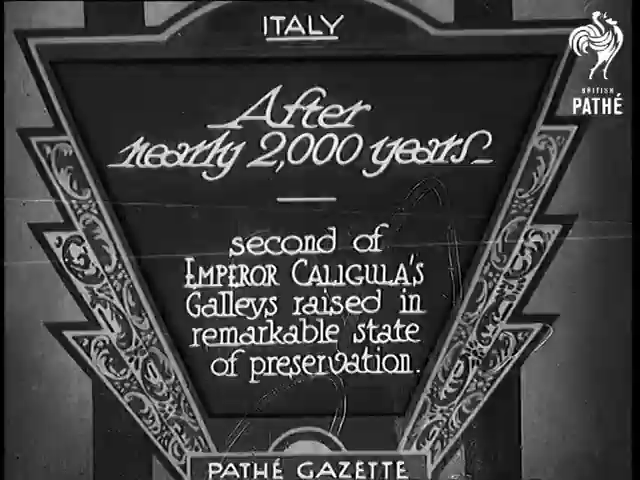 ITALY
BRITISH
PATHÉ
After
nearly 2,000 years_
second of
EMPEROR CALIGULA'S
Galleys raised in
remarkable state
of preservation.
PATHÉ GAZETTE